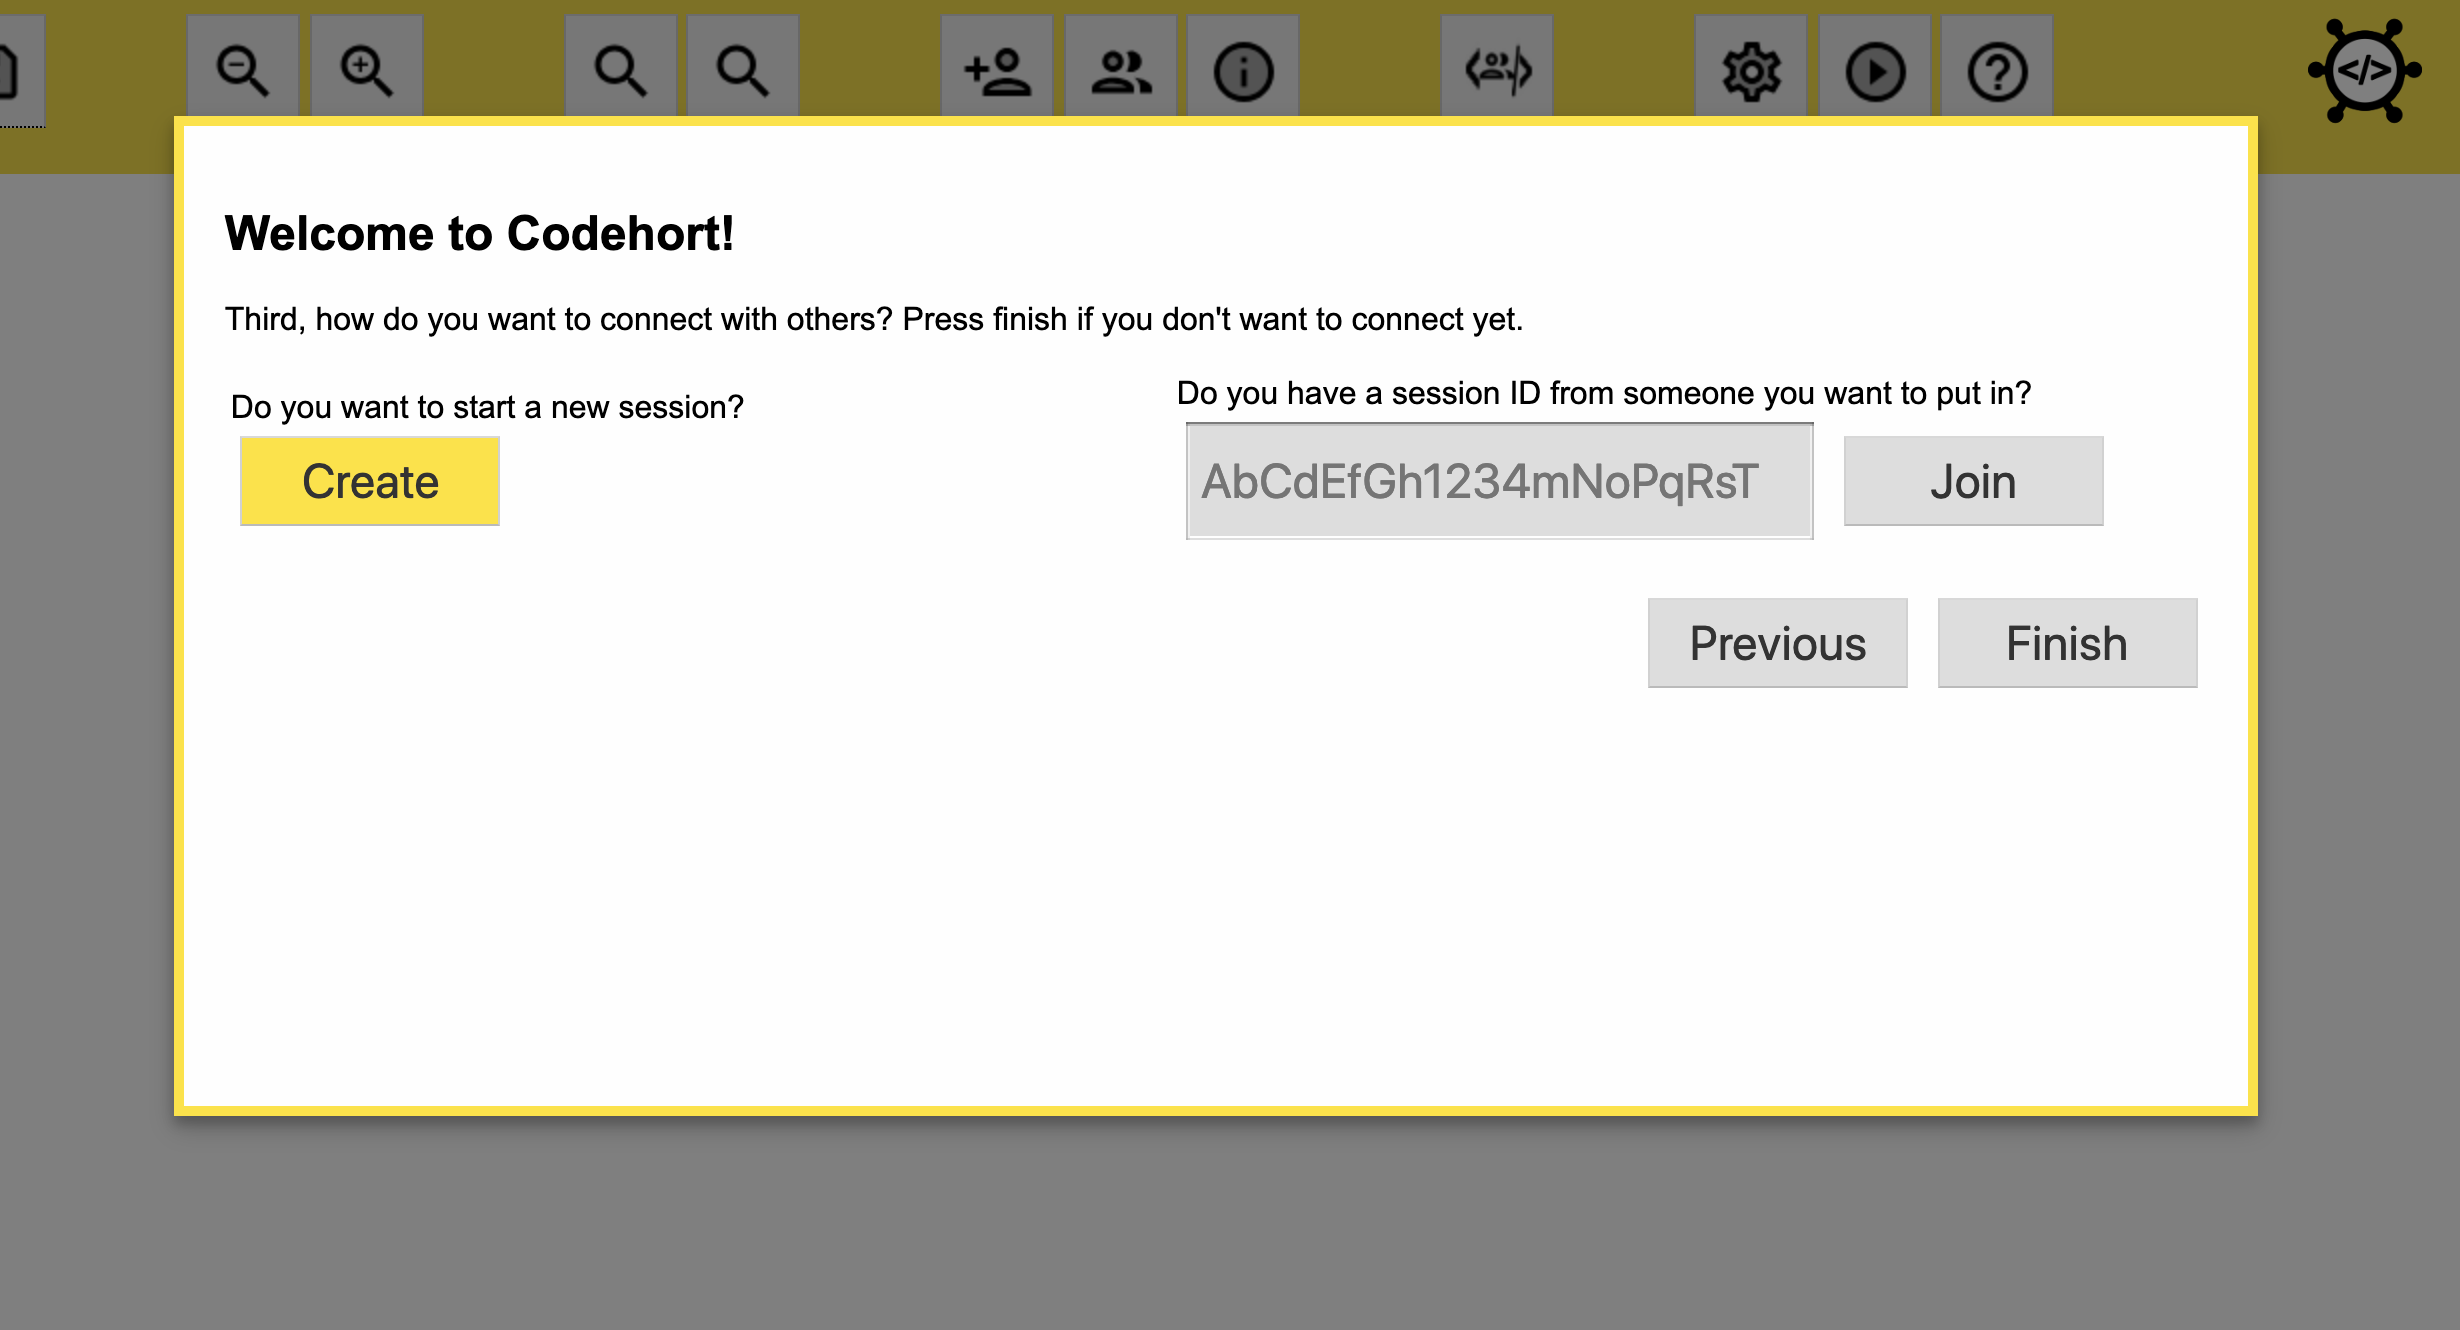 </>
Welcome to Codehort!
Third, how do you want to connect with others? Press finish if you don't want to connect yet.
Do you want to start a new session?
Create
Do you have a session ID from someone you want to put in?
AbCdEfGh1234mNoPqRsT
Join
Previous
Finish